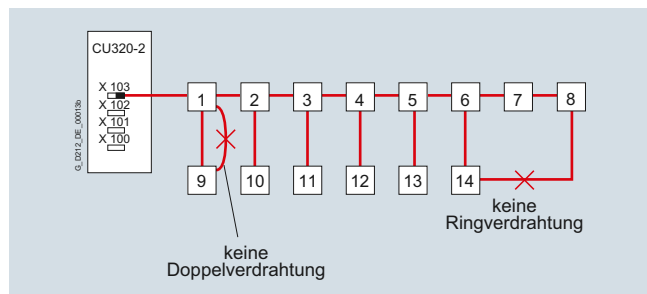 CU320-2
X 103
X 102
X 101
X 100
G_D212_DE_00013b
1 2 3 4 5 6 7 8
9 10 11 12 13 14
keine
Ringverdrahtung
keine
Doppelverdrahtung